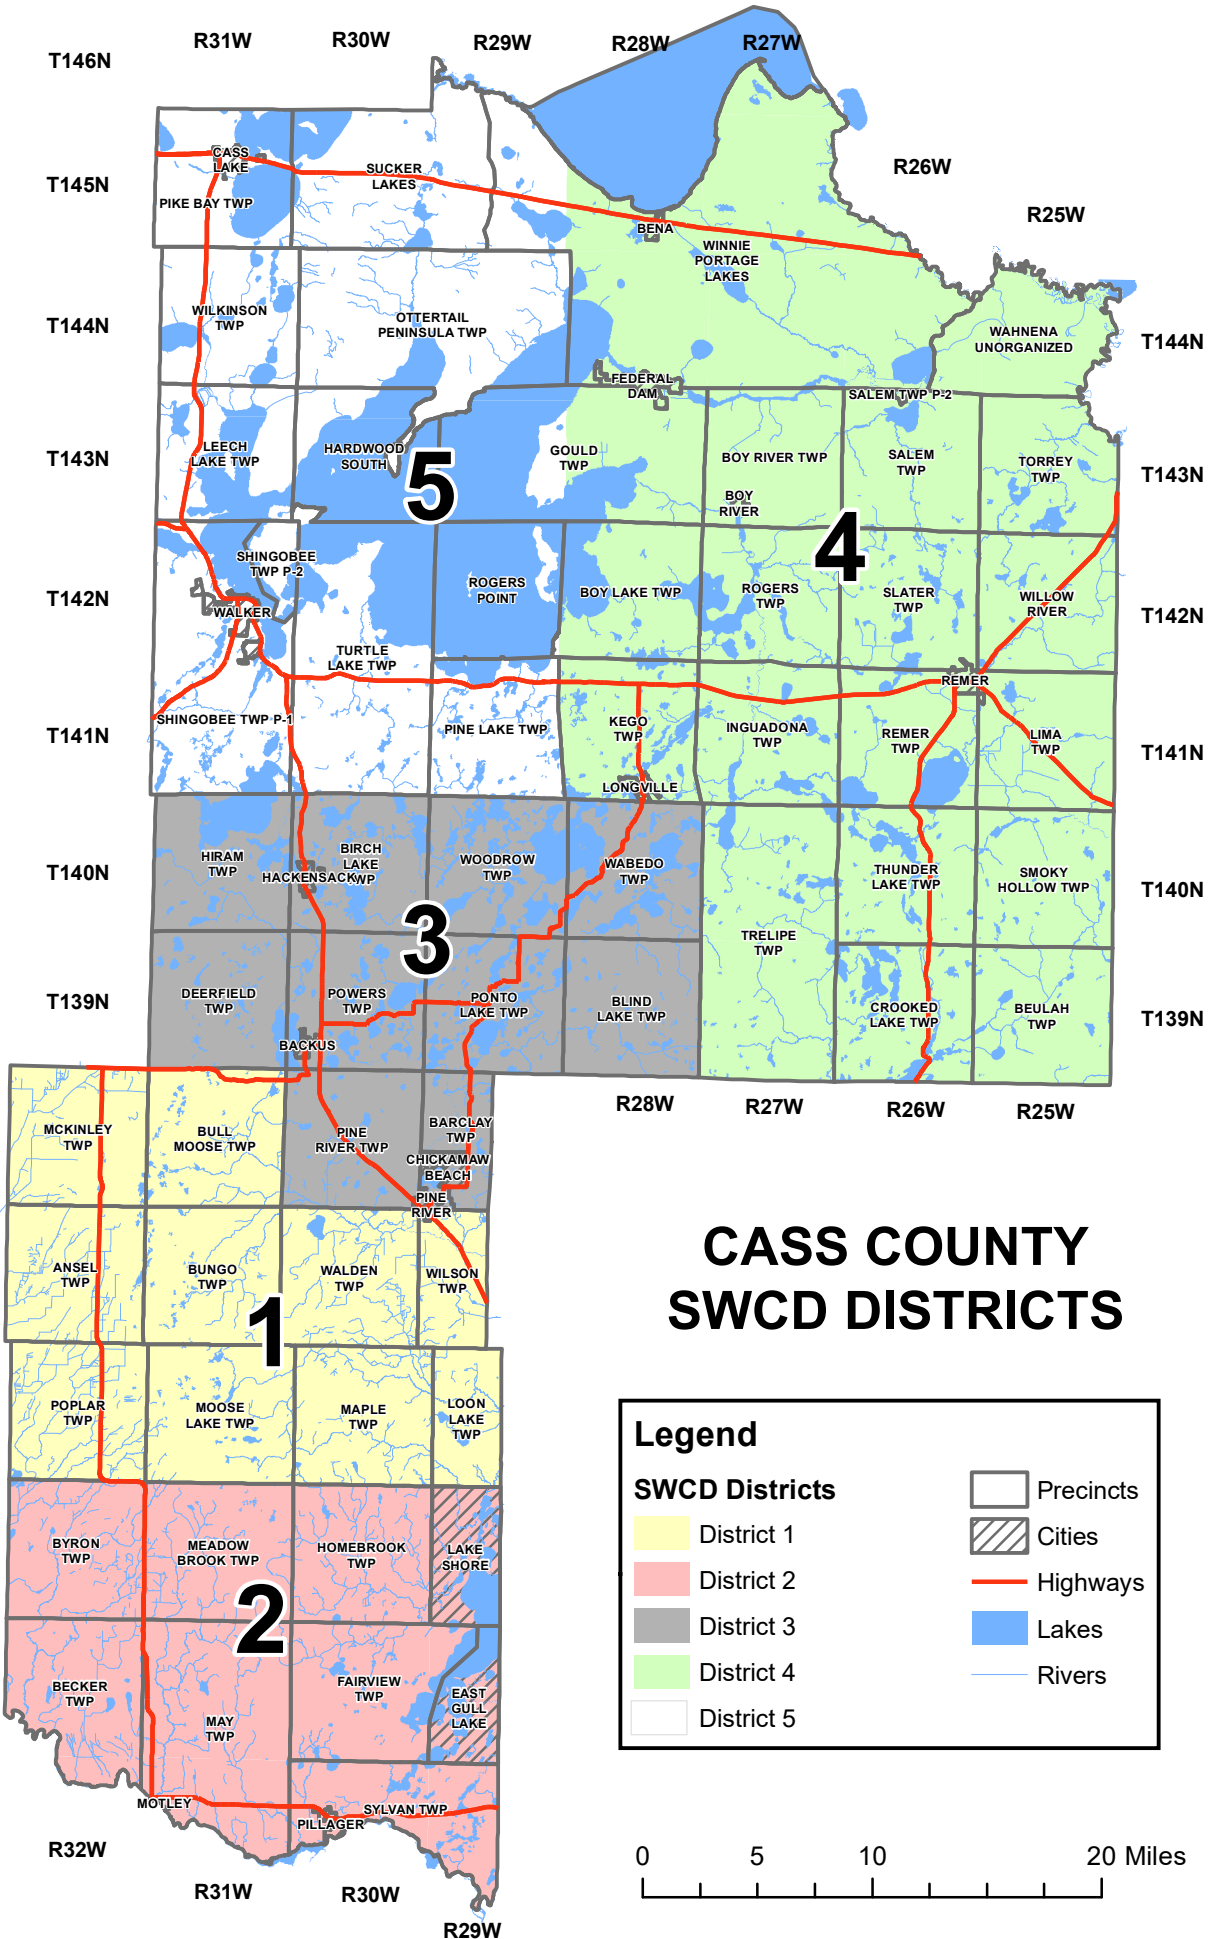 R31W
R30W
R29W
R28W
R27W
T146N
R26W
R25W
T145N
CASS
LAKE
SUCKER
LAKES
PIKE BAY TWP
BENA
WINNIE
PORTAGE
LAKES
T144N
WILKINSON
TWP
OTTERTAIL
PENINSULA TWP
WAHNENA
UNORGANIZED
T144N
FEDERAL
DAM
SALEM TWP P-2
T143N
LEECH
LAKE TWP
HARDWOOD
SOUTH
5
GOULD
TWP
BOY RIVER TWP
SALEM
TWP
TORREY
TWP
T143N
BOY
RIVER
4
SHINGOBEE
TWP P-2
T142N
WALKER
ROGERS
POINT
BOY LAKE TWP
ROGERS
TWP
SLATER
TWP
WILLOW
RIVER
T142N
TURTLE
LAKE TWP
REMER
T141N
SHINGOBEE TWP P-1
PINE LAKE TWP
KEGO
TWP
INGUADONA
TWP
REMER
TWP
LIMA
TWP
T141N
LONGVILLE
T140N
HIRAM
TWP
BIRCH
LAKE
TWP
HACKENSACK
WOODROW
TWP
WABEDO
TWP
THUNDER
LAKE TWP
SMOKY
HOLLOW TWP
T140N
3
TRELIPE
TWP
T139N
DEERFIELD
TWP
POWERS
TWP
PONTO
LAKE TWP
BLIND
LAKE TWP
CROOKED
LAKE TWP
BEULAH
TWP
T139N
BACKUS
R28W
R27W
R26W
R25W
MCKINLEY
TWP
BULL
MOOSE TWP
PINE
RIVER TWP
BARCLAY
TWP
CHICKAMAW
BEACH
PINE
RIVER
ANSEL
TWP
BUNGO
TWP
WALDEN
TWP
WILSON
TWP
1
POPLAR
TWP
MOOSE
LAKE TWP
MAPLE
TWP
LOON
LAKE
TWP
BYRON
TWP
MEADOW
BROOK TWP
HOMEBROOK
TWP
LAKE
SHORE
2
BECKER
TWP
MAY
TWP
FAIRVIEW
TWP
EAST
GULL
LAKE
MOTLEY
PILLAGER
SYLVAN TWP
R32W
R31W
R30W
R29W
CASS COUNTY
SWCD DISTRICTS
Legend
SWCD Districts
District 1
District 2
District 3
District 4
District 5
Precincts
Cities
Highways
Lakes
Rivers
0 5 10 20 Miles